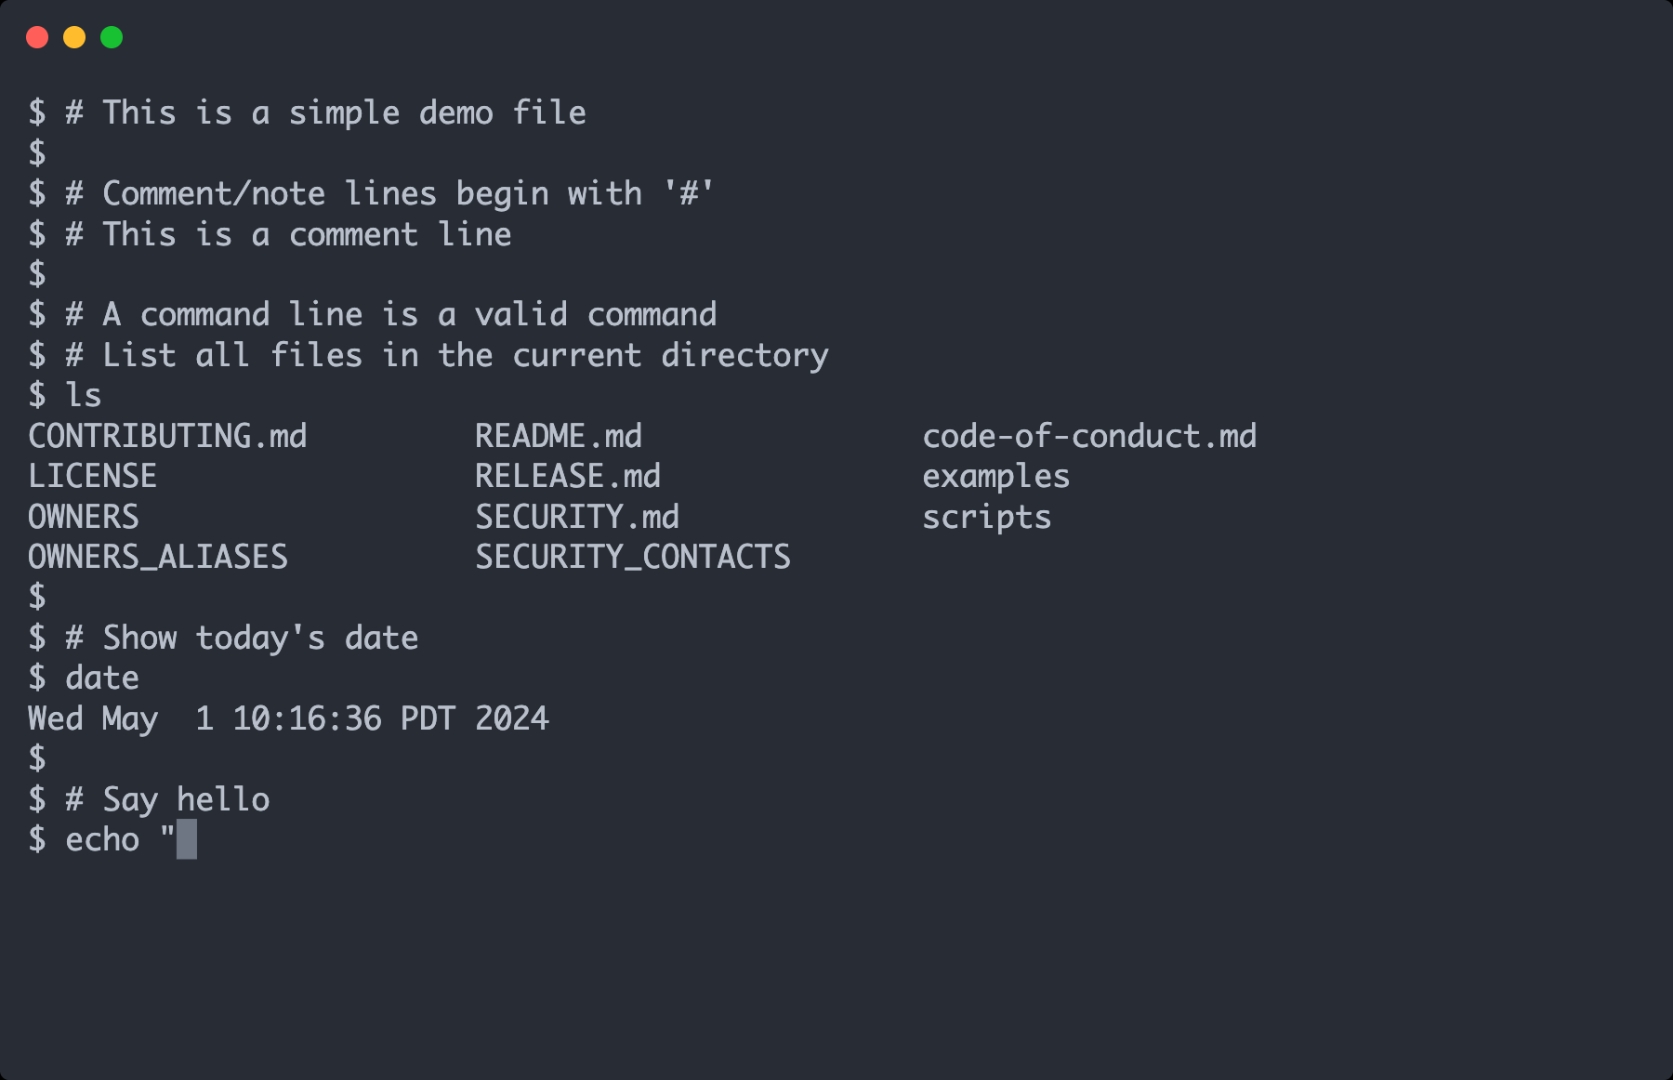 $ # This is a simple demo file
$
$ # Comment/note lines begin with '#'
$ # This is a comment line
$
$ # A command line is a valid command
$ # List all files in the current directory
$ ls
CONTRIBUTING.md         README.md               code-of-conduct.md
LICENSE                 RELEASE.md              examples
OWNERS                  SECURITY.md             scripts
OWNERS_ALIASES          SECURITY_CONTACTS
$
$ # Show today's date
$ date
Wed May  1 10:16:36 PDT 2024
$
$ # Say hello
$ echo "